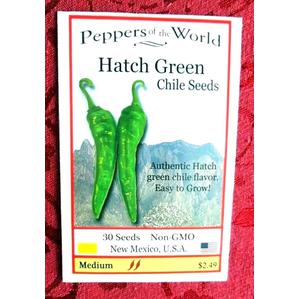 Peppers of the World
Hatch Green
Chile Seeds
Authentic Hatch
green chile flavor.
Easy to Grow!
30 Seeds Non-GMO
New Mexico, U.S.A.
Medium $2.49